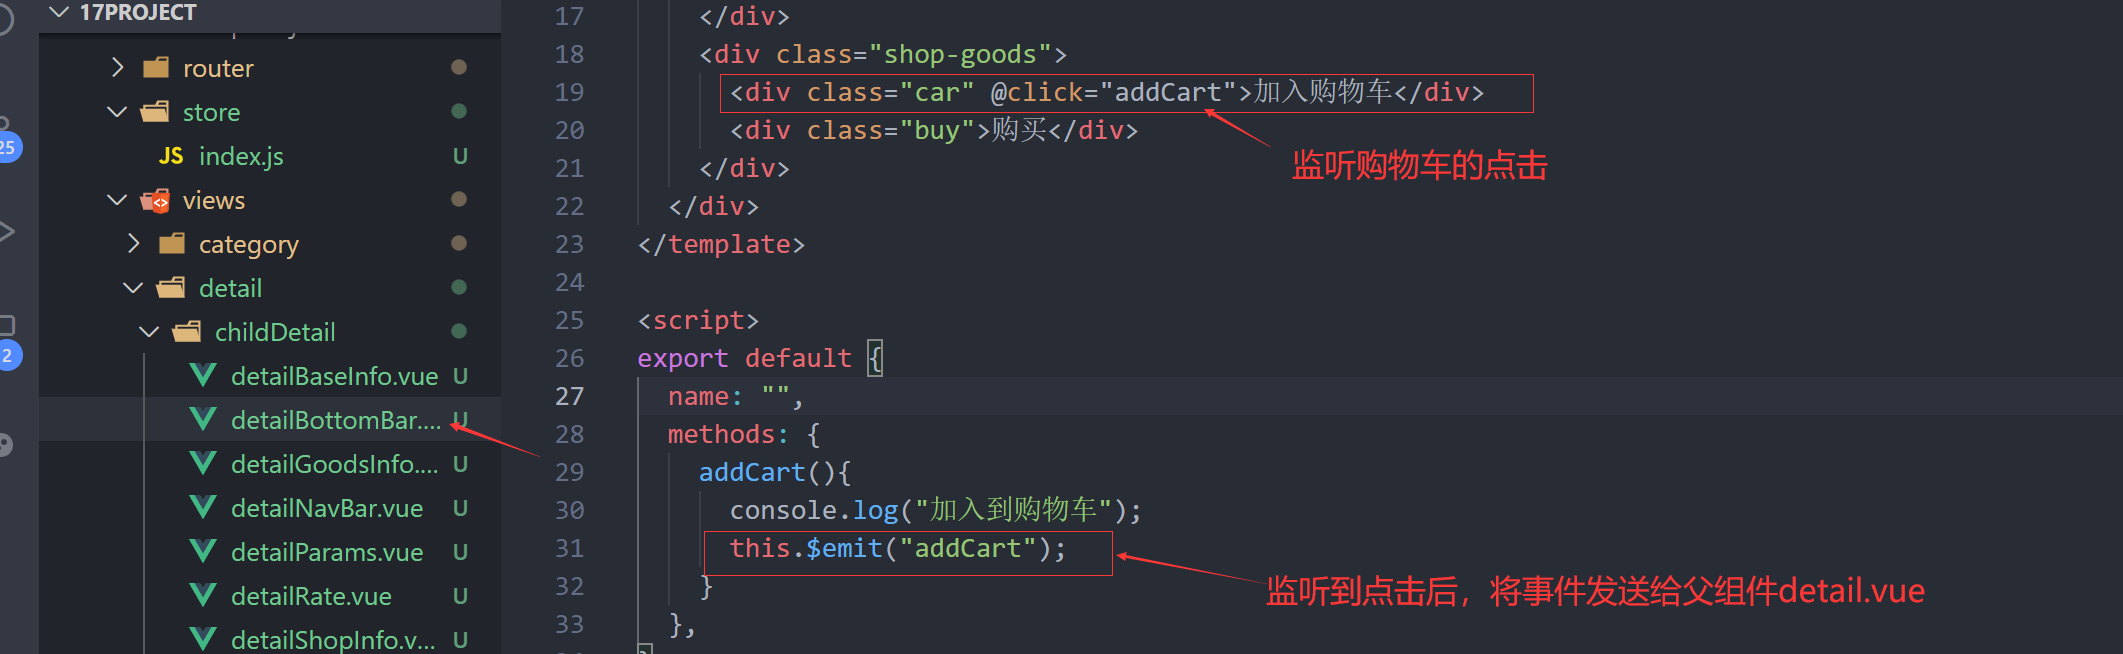 17PROJECT
router
store
JS index.js U
views
category
detail
childDetail
detailBaseInfo.vue U
detailBottomBar.... U
detailGoodsInfo.... U
detailNavBar.vue U
detailParams.vue U
detailRate.vue U
detailShopInfo.v... U
25
2
17 </div>
18 <div class="shop-goods">
19 <div class="car" @click="addCart">加入购物车</div>
20 <div class="buy">购买</div>
监听购物车的点击
21 </div>
22 </div>
23 </template>
24
25 <script>
26 export default {
27 name: "",
28 methods: {
29 addCart(){
30 console.log("加入到购物车");
31 this.$emit("addCart");
监听到点击后，将事件发送给父组件detail.vue
32 }
33 },